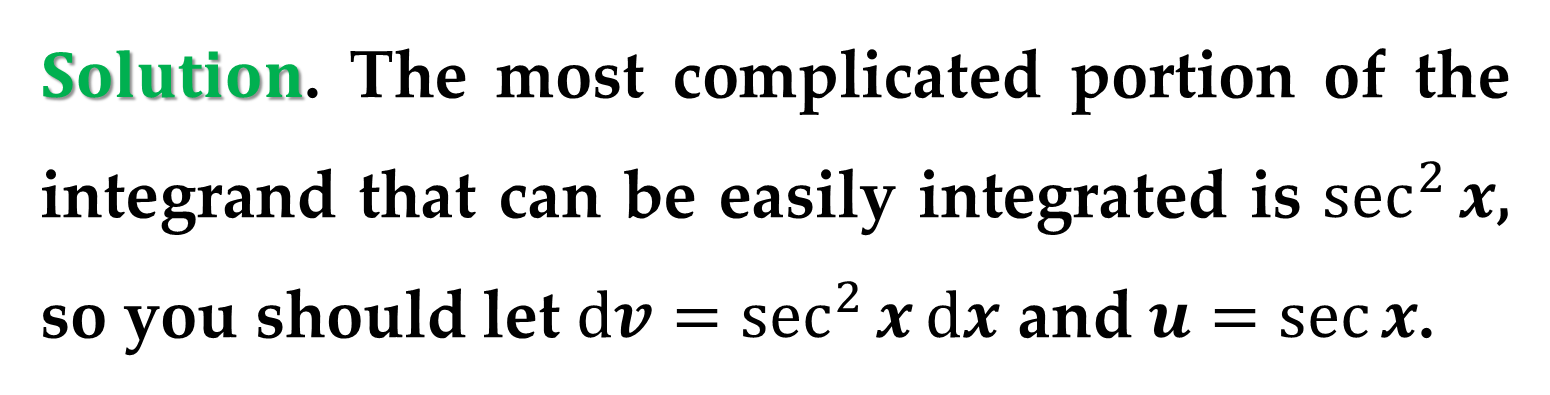 Solution. The most complicated portion of the
integrand that can be easily integrated is sec² x,
so you should let dv = sec² x dx and u = sec x.